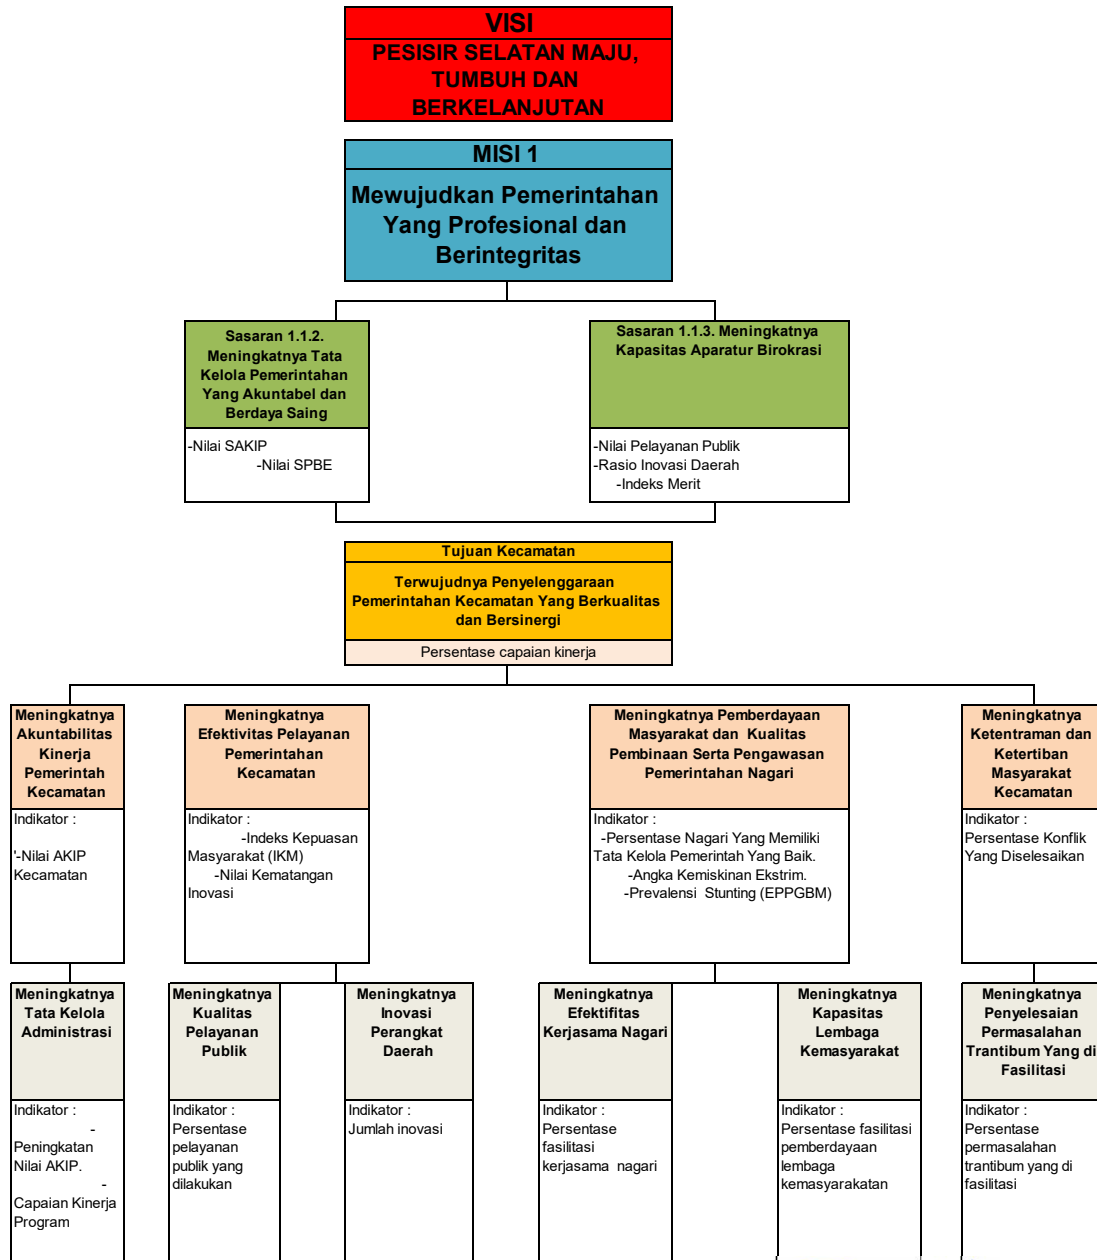 VISI
PESISIR SELATAN MAJU,
TUMBUH DAN
BERKELANJUTAN
MISI 1
Mewujudkan Pemerintahan
Yang Profesional dan
Berintegritas
Sasaran 1.1.2.
Meningkatnya Tata
Kelola Pemerintahan
Yang Akuntabel dan
Berdaya Saing
-Nilai SAKIP
-Nilai SPBE
Sasaran 1.1.3. Meningkatnya
Kapasitas Aparatur Birokrasi
-Nilai Pelayanan Publik
-Rasio Inovasi Daerah
-Indeks Merit
Tujuan Kecamatan
Terwujudnya Penyelenggaraan
Pemerintahan Kecamatan Yang Berkualitas
dan Bersinergi
Persentase capaian kinerja
Meningkatnya
Akuntabilitas
Kinerja
Pemerintah
Kecamatan
Indikator :
'-Nilai AKIP
Kecamatan
Meningkatnya
Efektivitas Pelayanan
Pemerintahan
Kecamatan
Indikator :
-Indeks Kepuasan
Masyarakat (IKM)
-Nilai Kematangan
Inovasi
Meningkatnya Pemberdayaan
Masyarakat dan  Kualitas
Pembinaan Serta Pengawasan
Pemerintahan Nagari
Indikator :
-Persentase Nagari Yang Memiliki
Tata Kelola Pemerintah Yang Baik.
-Angka Kemiskinan Ekstrim.
-Prevalensi  Stunting (EPPGBM)
Meningkatnya
Ketentraman dan
Ketertiban
Masyarakat
Kecamatan
Indikator :
Persentase Konflik
Yang Diselesaikan
Meningkatnya
Tata Kelola
Administrasi
Indikator :
-
Peningkatan
Nilai AKIP.
-
Capaian Kinerja
Program
Meningkatnya
Kualitas
Pelayanan
Publik
Indikator :
Persentase
pelayanan
publik yang
dilakukan
Meningkatnya
Inovasi
Perangkat
Daerah
Indikator :
Jumlah inovasi
Meningkatnya
Efektifitas
Kerjasama Nagari
Indikator :
Persentase
fasilitasi
kerjasama  nagari
Meningkatnya
Kapasitas
Lembaga
Kemasyarakat
Indikator :
Persentase fasilitasi
pemberdayaan
lembaga
kemasyarakatan
Meningkatnya
Penyelesaian
Permasalahan
Trantibum Yang di
Fasilitasi
Indikator :
Persentase
permasalahan
trantibum yang di
fasilitasi